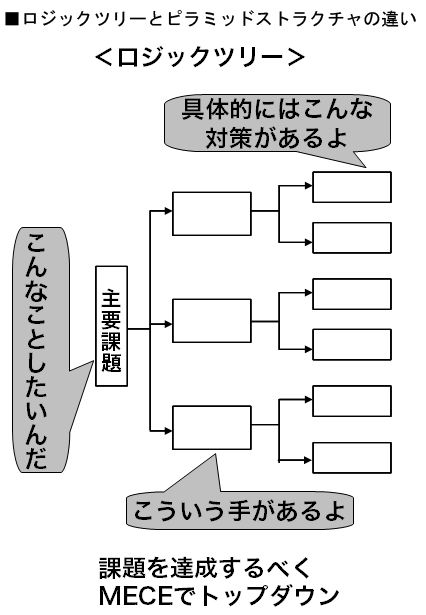 ■ロジックツリーとピラミッドストラクチャの違い
＜ロジックツリー＞
具体的にはこんな
対策があるよ
こんなことしたいんだ
主要課題
こういう手があるよ
課題を達成するべく
MECEでトップダウン